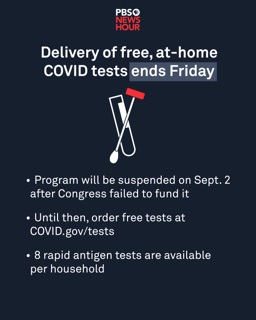 PBS
NEWS
HOUR
Delivery of free, at-home
COVID tests ends Friday
• Program will be suspended on Sept. 2
after Congress failed to fund it
• Until then, order free tests at
COVID.gov/tests
• 8 rapid antigen tests are available
per household